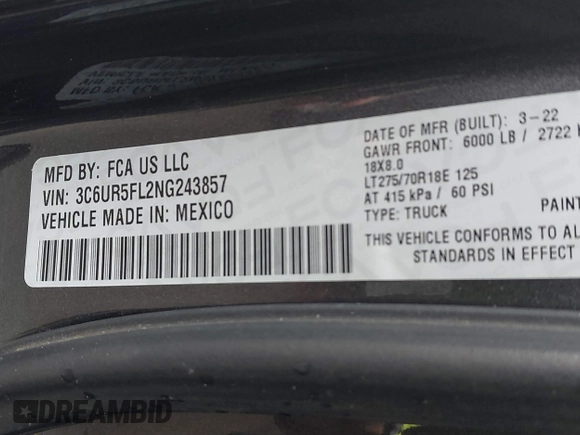 MFD BY: FCA US LLC
VIN: 3C6UR5FL2NG243857
VEHICLE MADE IN: MEXICO
DATE OF MFR (BUILT): 3-22
GAWR FRONT: 6000 LB / 2722
18X8.0
LT275/70R18E 125
AT 415 kPa / 60 PSI
TYPE: TRUCK
PAINT
THIS VEHICLE CONFORMS TO
STANDARDS IN EFFECT
DREAMBID